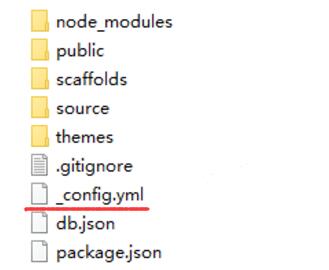 node_modules
public
scaffolds
source
themes
.gitignore
_config.yml
db.json
package.json